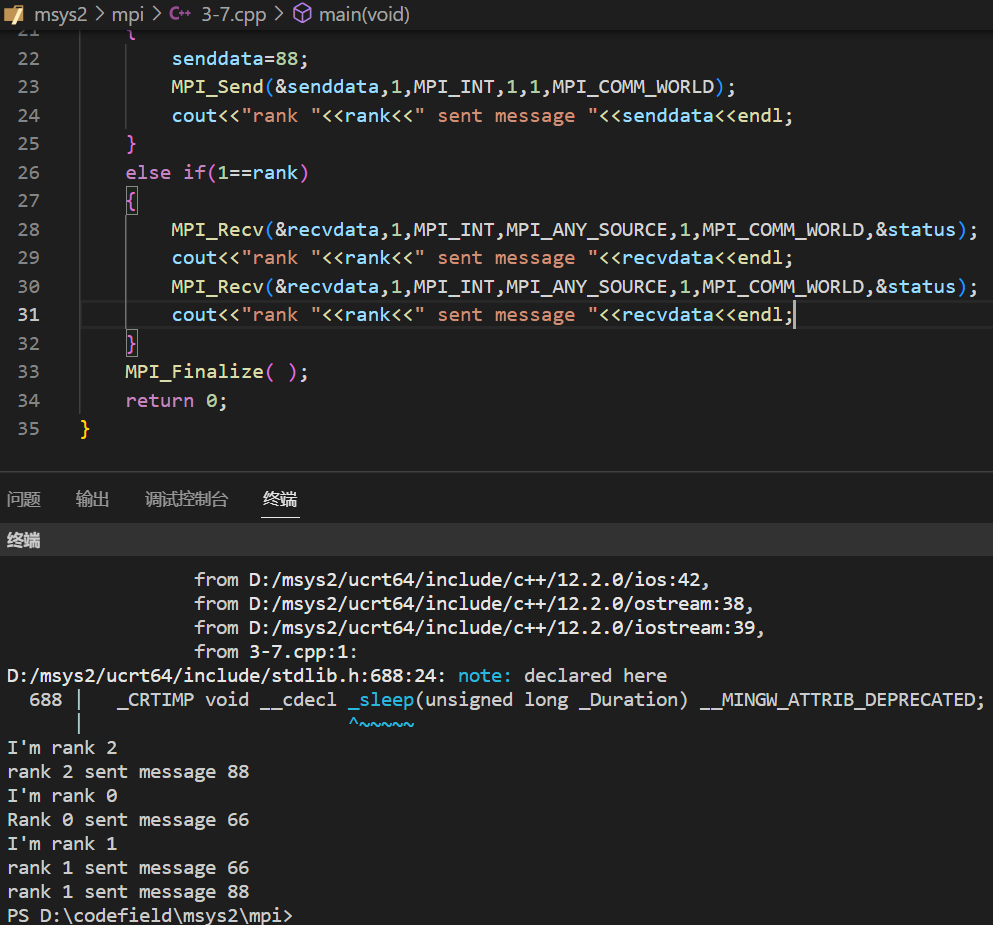 msys2 > mpi > C++ 3-7.cpp > main(void)
21 {
22 senddata=88;
23 MPI_Send(&senddata,1,MPI_INT,1,1,MPI_COMM_WORLD);
24 cout<<"rank "<<rank<<" sent message "<<senddata<<endl;
25 }
26 else if(1==rank)
27 {
28 MPI_Recv(&recvdata,1,MPI_INT,MPI_ANY_SOURCE,1,MPI_COMM_WORLD,&status);
29 cout<<"rank "<<rank<<" sent message "<<recvdata<<endl;
30 MPI_Recv(&recvdata,1,MPI_INT,MPI_ANY_SOURCE,1,MPI_COMM_WORLD,&status);
31 cout<<"rank "<<rank<<" sent message "<<recvdata<<endl;
32 }
33 MPI_Finalize( );
34 return 0;
35 }
问题 输出 调试控制台 终端
终端
from D:/msys2/ucrt64/include/c++/12.2.0/ios:42,
from D:/msys2/ucrt64/include/c++/12.2.0/ostream:38,
from D:/msys2/ucrt64/include/c++/12.2.0/iostream:39,
from 3-7.cpp:1:
D:/msys2/ucrt64/include/stdlib.h:688:24: note: declared here
688 | _CRTIMP void __cdecl _sleep(unsigned long _Duration) __MINGW_ATTRIB_DEPRECATED;
| ^~~~~~
I'm rank 2
rank 2 sent message 88
I'm rank 0
Rank 0 sent message 66
I'm rank 1
rank 1 sent message 66
rank 1 sent message 88
PS D:\codefield\msys2\mpi>